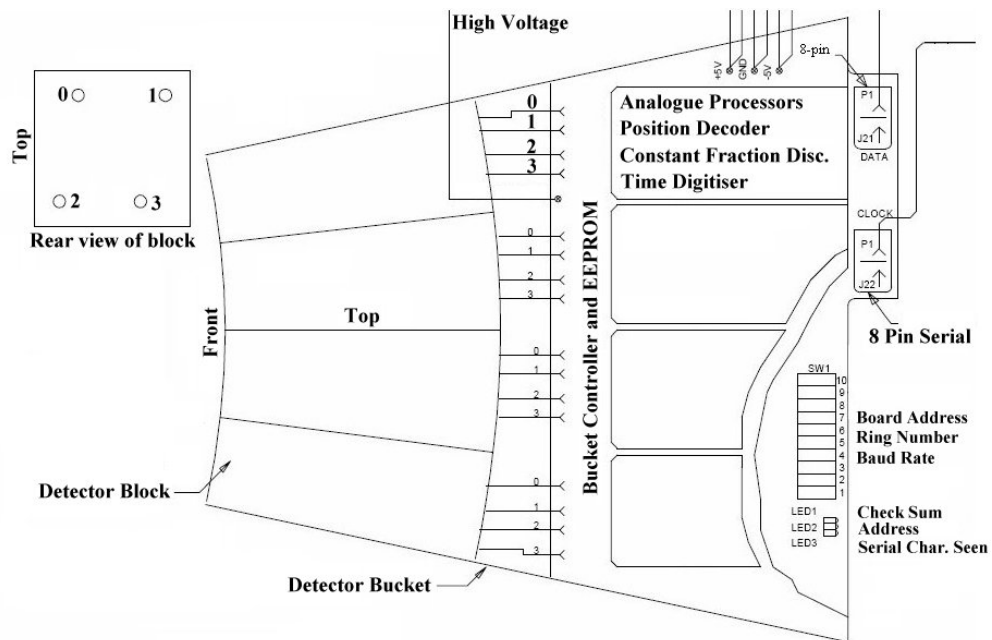 High Voltage
+5V
GND
-5V
8-pin
P1
J21
DATA
CLOCK
P1
J22
8 Pin Serial
Top
0
1
2
3
Rear view of block
0
1
2
3
Analogue Processors
Position Decoder
Constant Fraction Disc.
Time Digitiser
Front
Top
0
1
2
3
0
1
2
3
0
1
2
3
Bucket Controller and EEPROM
SW1
10
9
8
7
6
5
4
3
2
1
Board Address
Ring Number
Baud Rate
LED1
LED2
LED3
Check Sum
Address
Serial Char. Seen
Detector Block
Detector Bucket